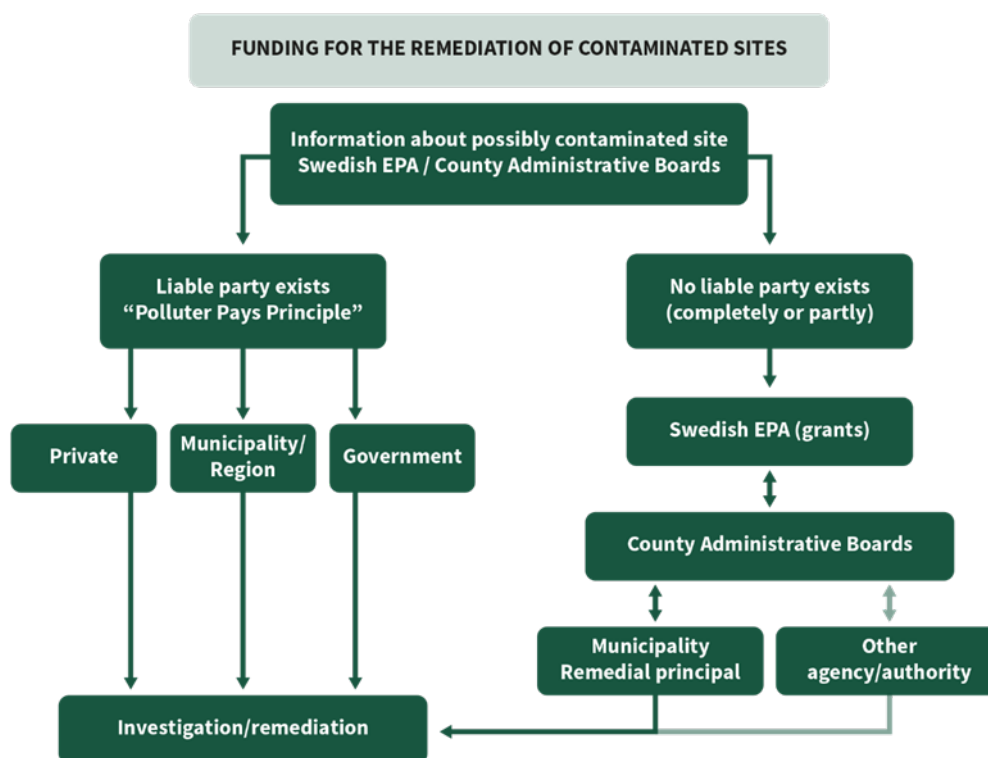 FUNDING FOR THE REMEDIATION OF CONTAMINATED SITES
Information about possibly contaminated site
Swedish EPA / County Administrative Boards
Liable party exists
“Polluter Pays Principle”
No liable party exists
(completely or partly)
Private
Municipality/
Region
Government
Swedish EPA (grants)
County Administrative Boards
Municipality
Remedial principal
Other
agency/authority
Investigation/remediation